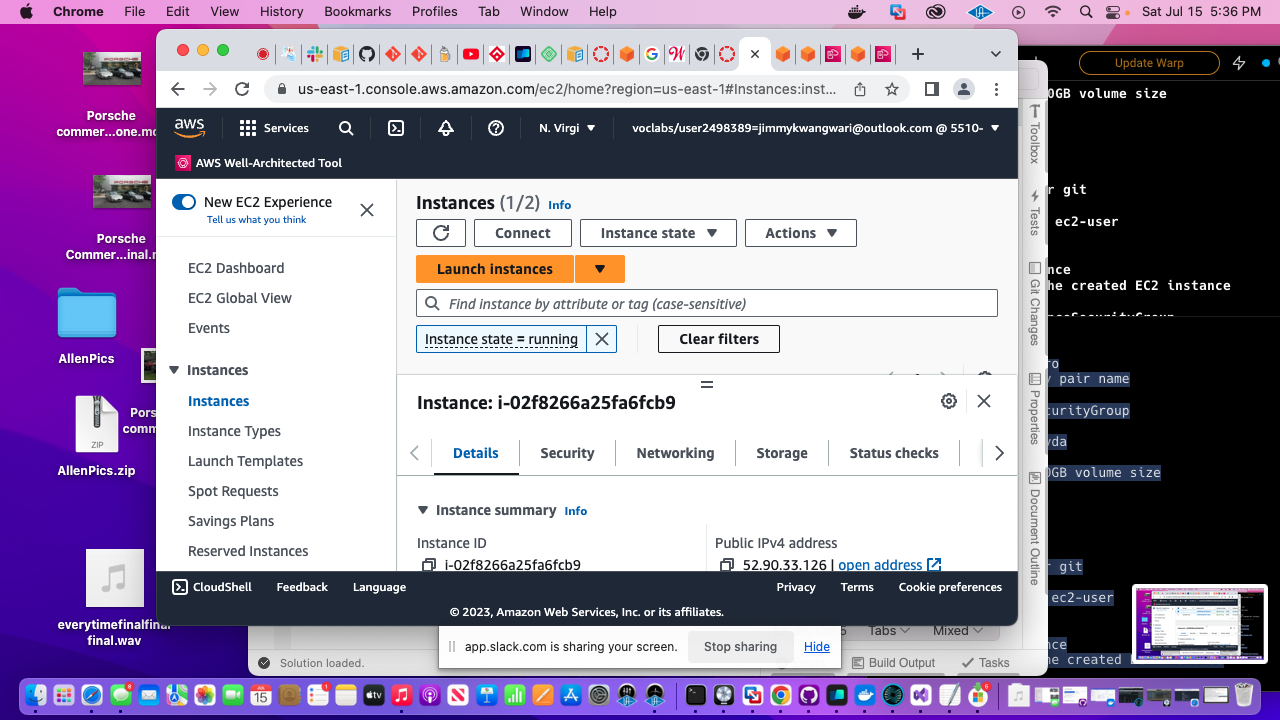 Chrome File Edit View History Bookmarks Profiles Tab Window Help Sat Jul 15 5:36 PM
Porsche
commer...one.mo
Porsche
Commer...inal.m
AllenPics
Pors
comm
ZIP
AllenPics.zip
everytimefinalfinal
final.wav
us-east-1.console.aws.amazon.com/ec2/home?region=us-east-1#Instances:inst...
aws Services N. Virgi voclabs/user2498389=jimmykwangwari@outlook.com @ 5510-
AWS Well-Architected Tool
New EC2 Experience
Tell us what you think
EC2 Dashboard
EC2 Global View
Events
Instances
Instances
Instance Types
Launch Templates
Spot Requests
Savings Plans
Reserved Instances
Instances (1/2) Info
Connect Instance state Actions
Launch instances
Find instance by attribute or tag (case-sensitive)
Instance state = running Clear filters
Instance: i-02f8266a25fa6fcb9
Details Security Networking Storage Status checks
Instance summary Info
Instance ID Public IPv4 address
i-02f8266a25fa6fcb9 52.90.33.126 | open address
CloudShell Feedback Language Privacy Terms Cookie preferences
© 2023, Amazon Web Services, Inc. or its affiliates.
app.slack.com is sharing your screen. Stop sharing Hide
Tabs Mixed
Solution loaded. Build Output Tasks
Toolbox
Tests
Git Changes
Properties
Document Outline
Update Warp
0GB volume size
r git
ec2-user
nce
he created EC2 instance
ro
y pair name
curityGroup
vda
0GB volume size
r git
ec2-user
nce
he created